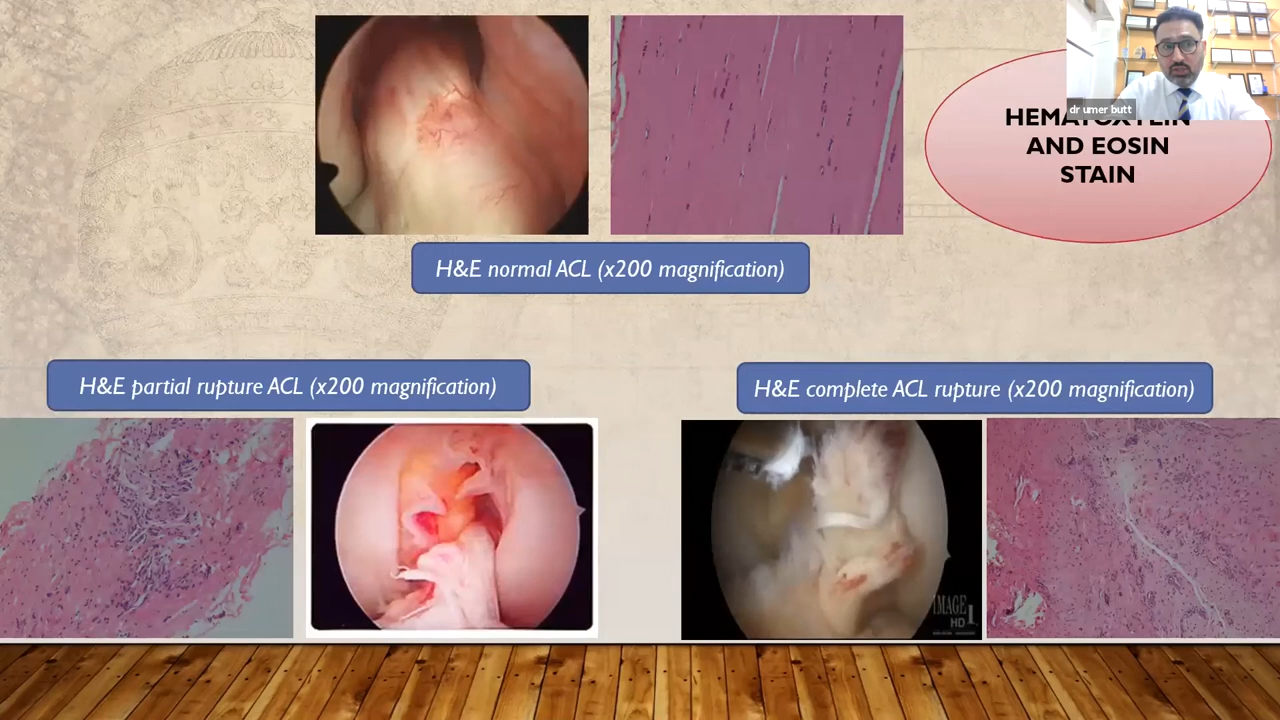 dr umer butt
HEMATOXYLIN
AND EOSIN
STAIN
H&E normal ACL (x200 magnification)
H&E partial rupture ACL (x200 magnification)
H&E complete ACL rupture (x200 magnification)
IMAGE1
HD